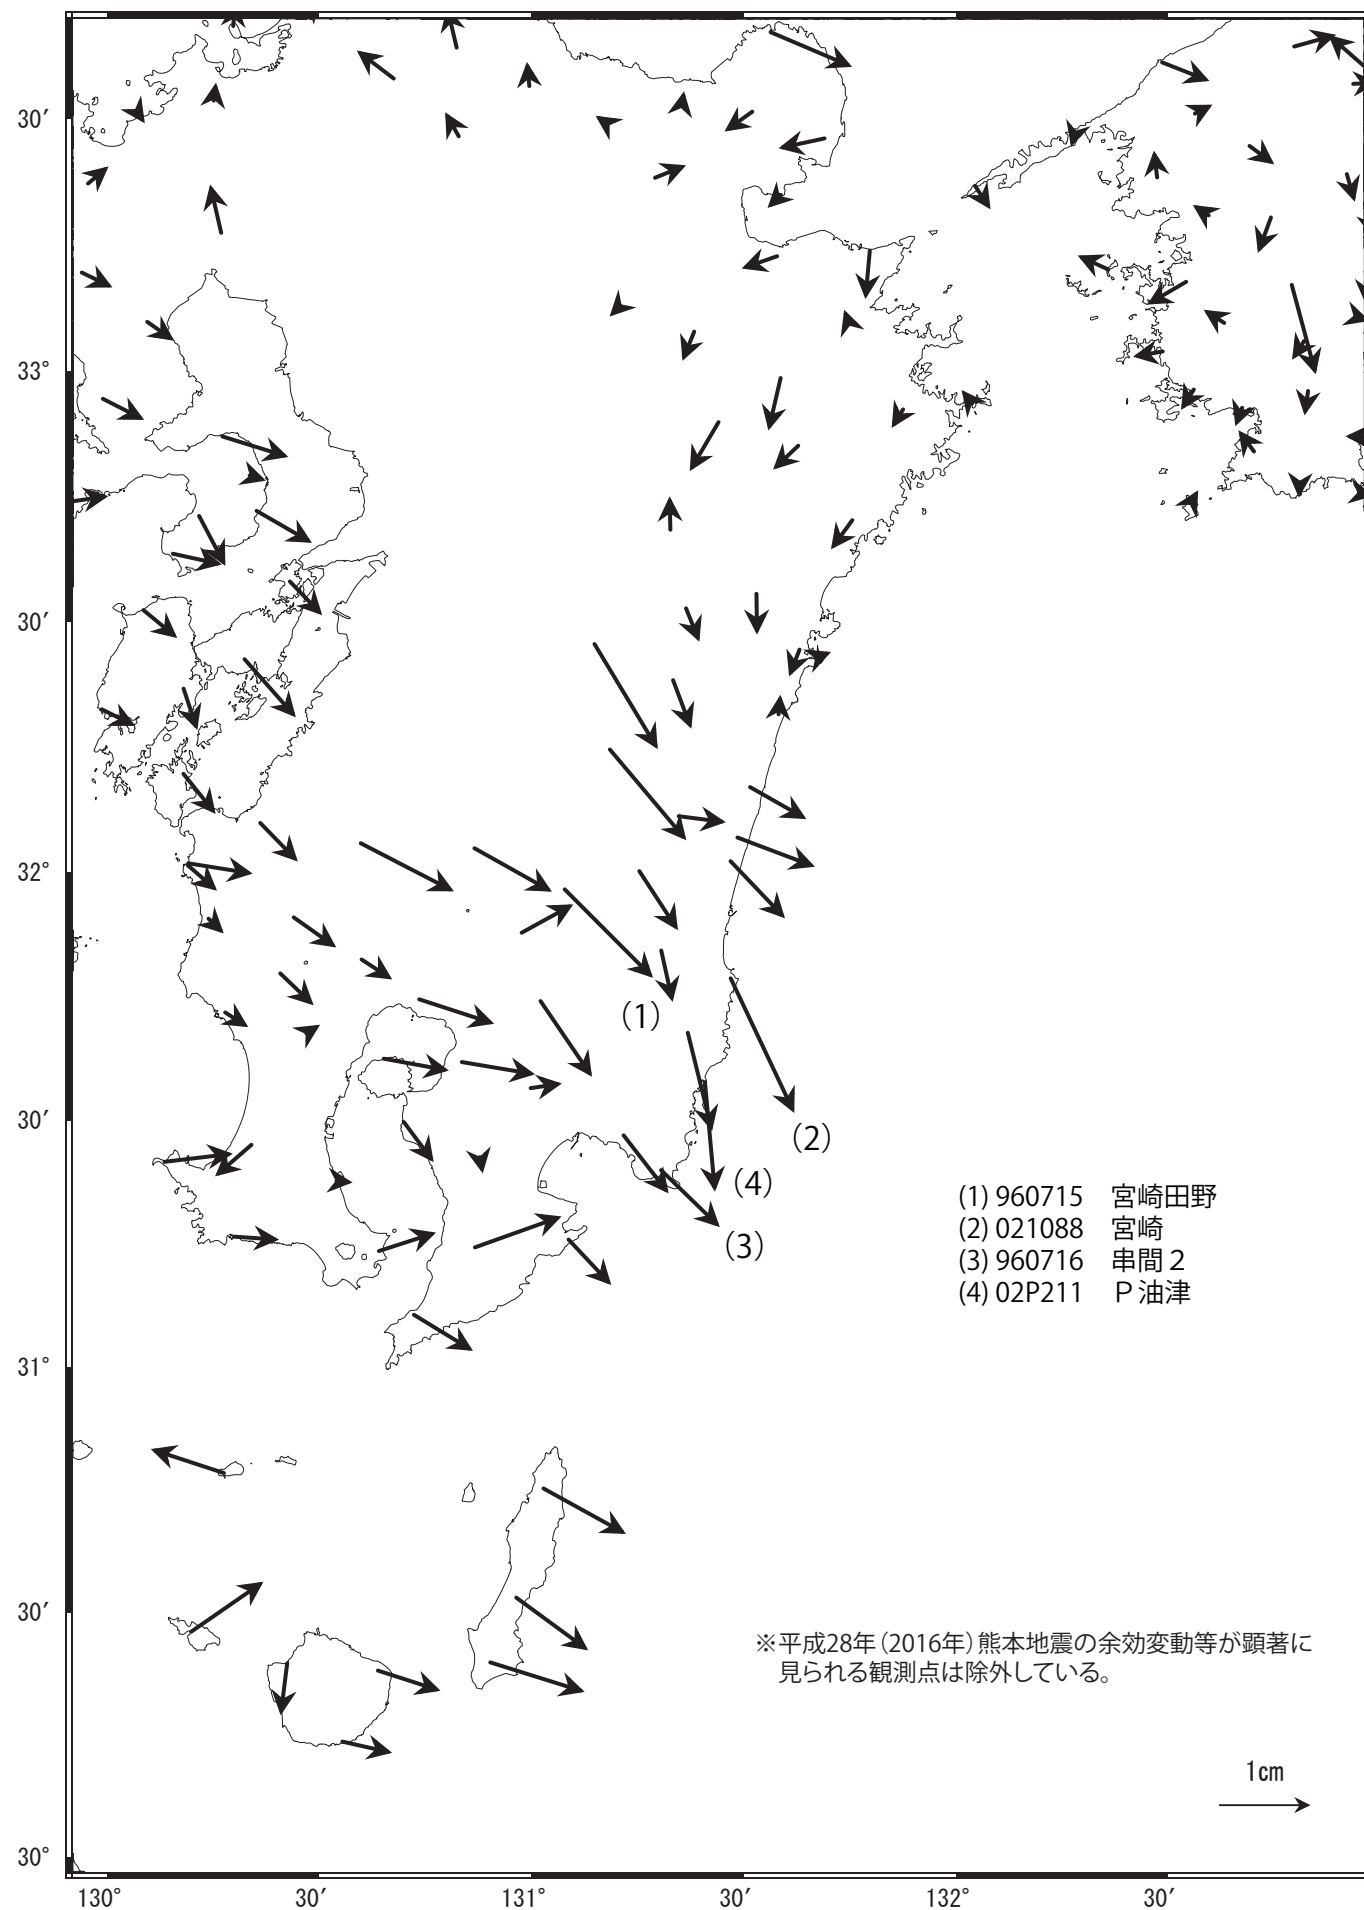 30′
33°
30′
32°
(1)
30′
(2)
(4)
(3)
(1) 960715 宮崎田野
(2) 021088 宮崎
(3) 960716 串間２
(4) 02P211 Ｐ油津
31°
30′
※平成28年(2016年)熊本地震の余効変動等が顕著に
見られる観測点は除外している。
1cm
30°
130° 30′ 131° 30′ 132° 30′